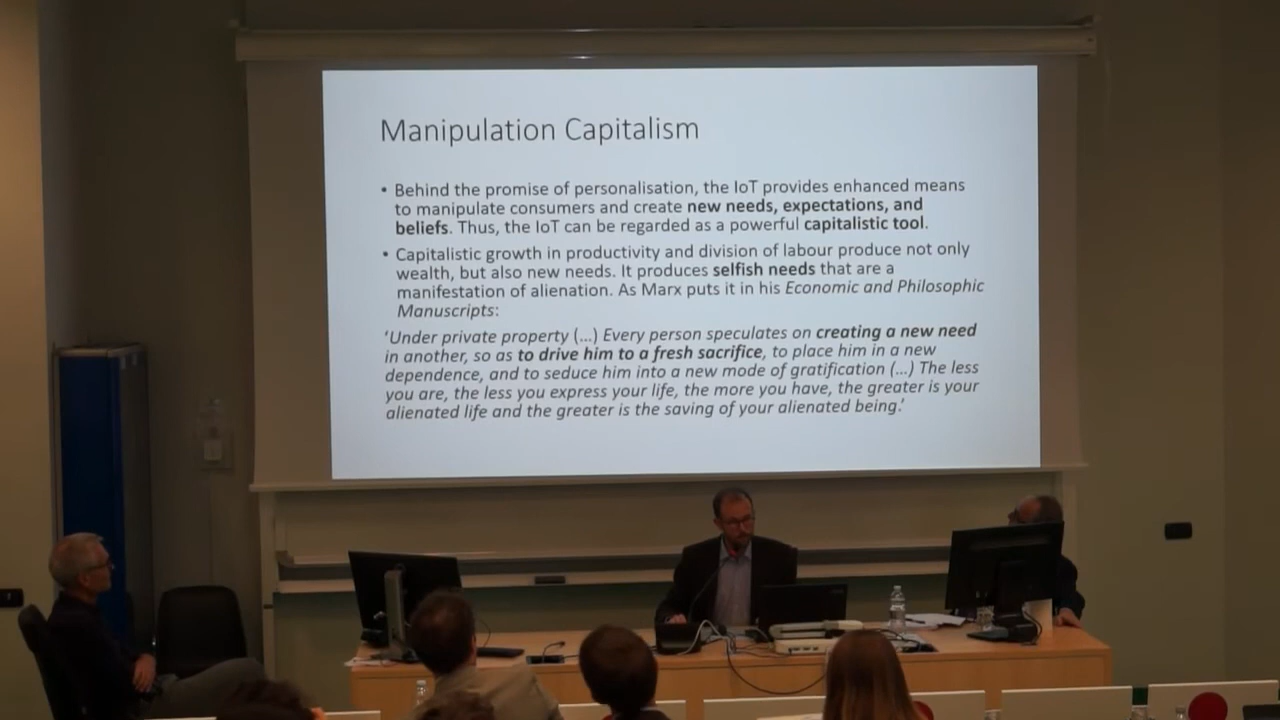 Manipulation Capitalism
• Behind the promise of personalisation, the IoT provides enhanced means
to manipulate consumers and create new needs, expectations, and
beliefs. Thus, the IoT can be regarded as a powerful capitalistic tool.
• Capitalistic growth in productivity and division of labour produce not only
wealth, but also new needs. It produces selfish needs that are a
manifestation of alienation. As Marx puts it in his Economic and Philosophic
Manuscripts:
‘Under private property (...) Every person speculates on creating a new need
in another, so as to drive him to a fresh sacrifice, to place him in a new
dependence, and to seduce him into a new mode of gratification (...) The less
you are, the less you express your life, the more you have, the greater is your
alienated life and the greater is the saving of your alienated being.’